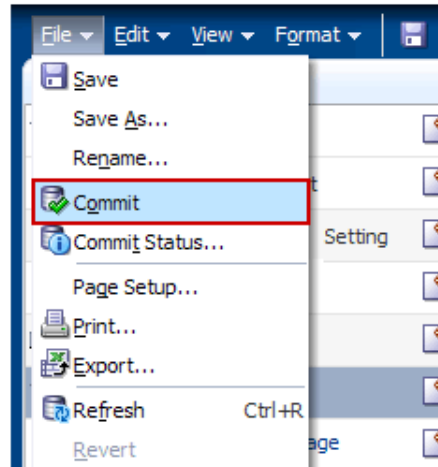 File Edit View Format
Save
Save As...
Rename...
Commit
Commit Status...
Setting
Page Setup...
Print...
Export...
Refresh Ctrl+R
Revert